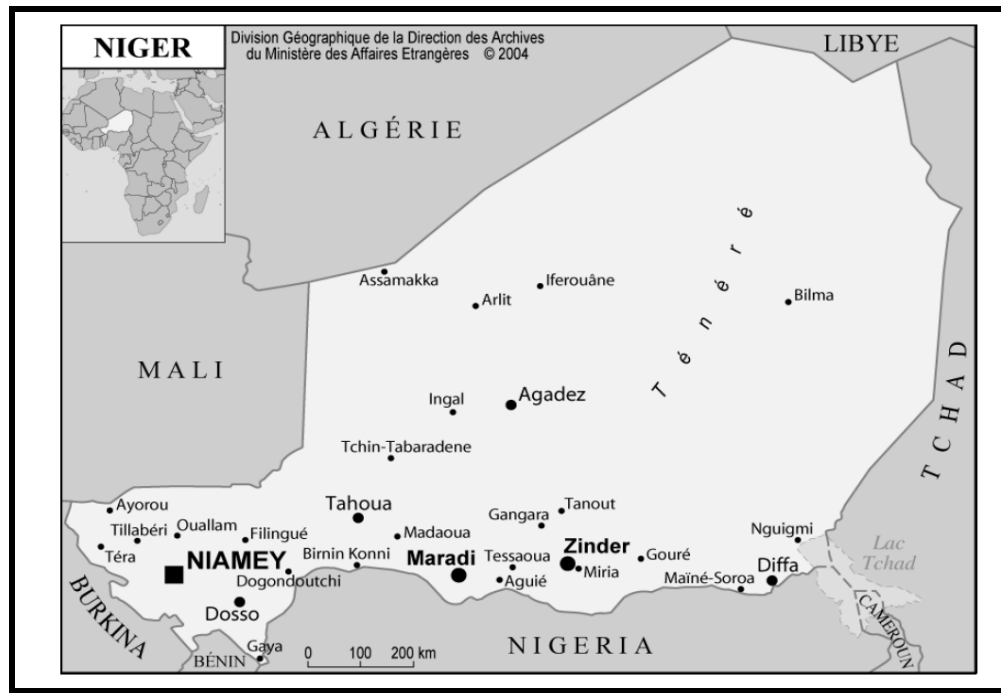 NIGER
Division Géographique de la Direction des Archives
du Ministère des Affaires Etrangères © 2004
LIBYE
ALGÉRIE
Ténéré
Assamakka
Iferouâne
Arlit
Bilma
MALI
TCHAD
Ingal
Agadez
Tchin-Tabaradene
Ayorou
Tahoua
Tanout
Tillabéri
Ouallam
Filingué
Madaoua
Gangara
Nguigmi
Téra
NIAMEY
Birnin Konni
Maradi
Tessaoua
Zinder
Gouré
Lac
Tchad
Dogondoutchi
Aguié
Miria
Maïné-Soroa
Diffa
BURKINA
Dosso
CAMEROUN
Gaya
BÉNIN
0 100 200 km
NIGERIA